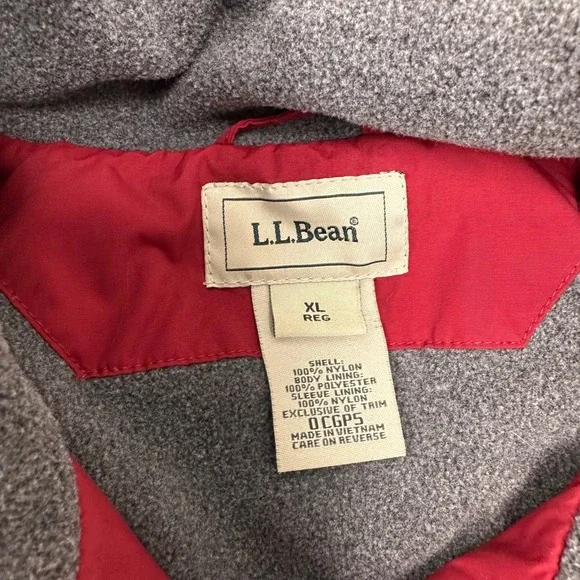 L.L.Bean®
XL
REG
SHELL:
100% NYLON
BODY LINING:
100% POLYESTER
SLEEVE LINING:
100% NYLON
EXCLUSIVE OF TRIM
0CGP5
MADE IN VIETNAM
CARE ON REVERSE